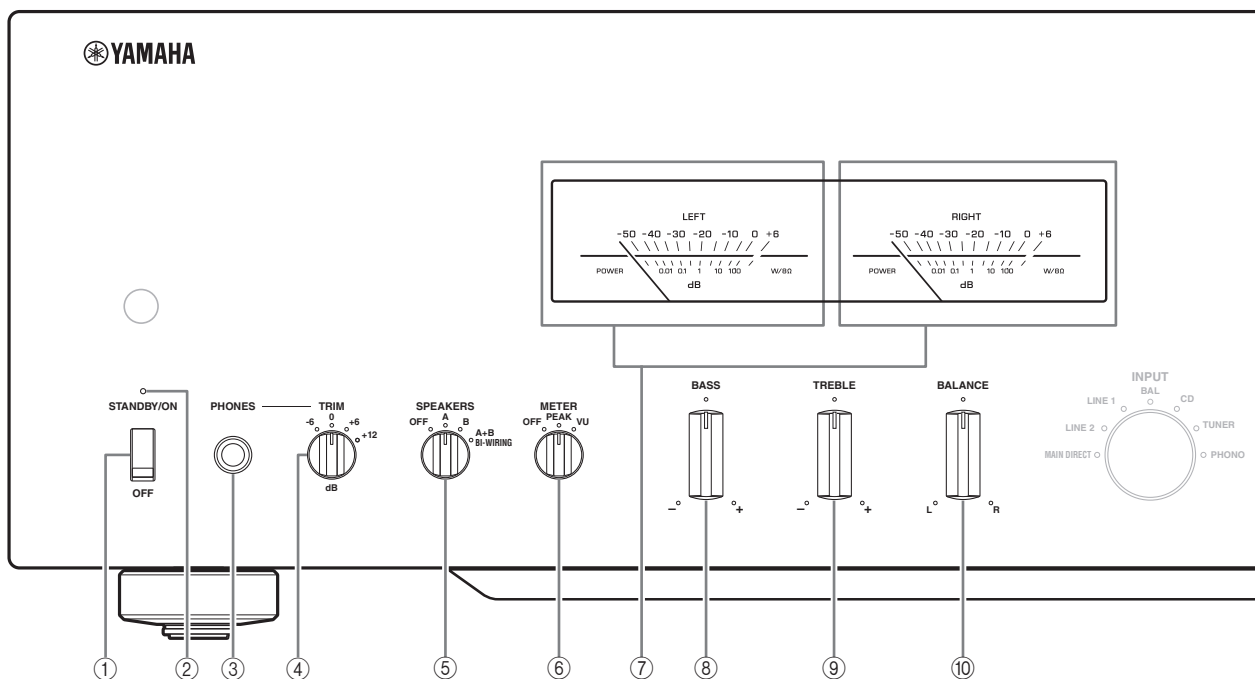 YAMAHA
LEFT
-50 -40 -30 -20 -10 0 +6
POWER 0.01 0.1 1 10 100 W/8Ω
dB
RIGHT
-50 -40 -30 -20 -10 0 +6
POWER 0.01 0.1 1 10 100 W/8Ω
dB
STANDBY/ON
OFF
PHONES
TRIM
-6 0 +6 +12
dB
SPEAKERS
OFF A B A+B
BI-WIRING
METER
OFF PEAK VU
BASS
– +
TREBLE
– +
BALANCE
L R
INPUT
MAIN DIRECT LINE 2 LINE 1 BAL CD TUNER PHONO
① ② ③ ④ ⑤ ⑥ ⑦ ⑧ ⑨ ⑩